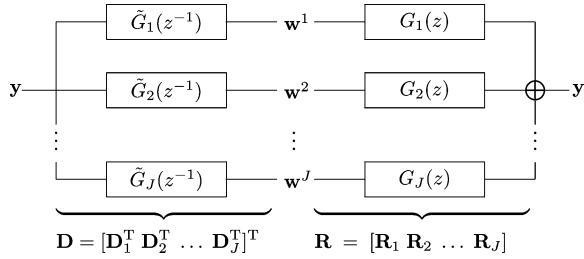 G̃₁(z⁻¹) w¹ G₁(z)
y G̃₂(z⁻¹) w² G₂(z) y
⋮ ⋮ ⋮
G̃_J(z⁻¹) w^J G_J(z)
D = [D₁ᵀ D₂ᵀ … D_Jᵀ]ᵀ R = [R₁ R₂ … R_J]